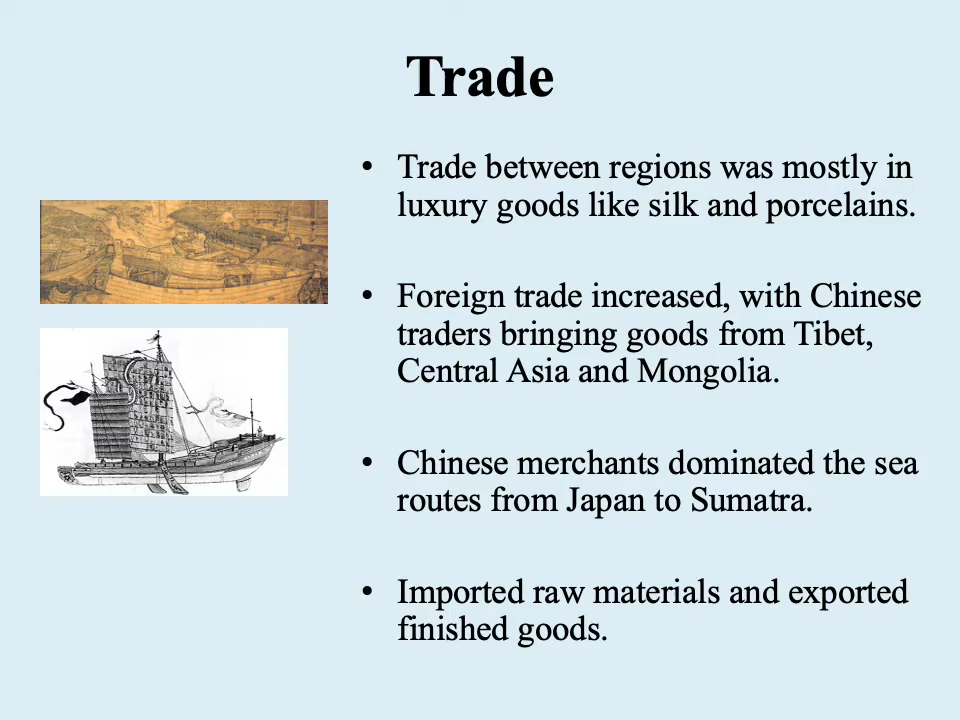 Trade
• Trade between regions was mostly in
luxury goods like silk and porcelains.
• Foreign trade increased, with Chinese
traders bringing goods from Tibet,
Central Asia and Mongolia.
• Chinese merchants dominated the sea
routes from Japan to Sumatra.
• Imported raw materials and exported
finished goods.